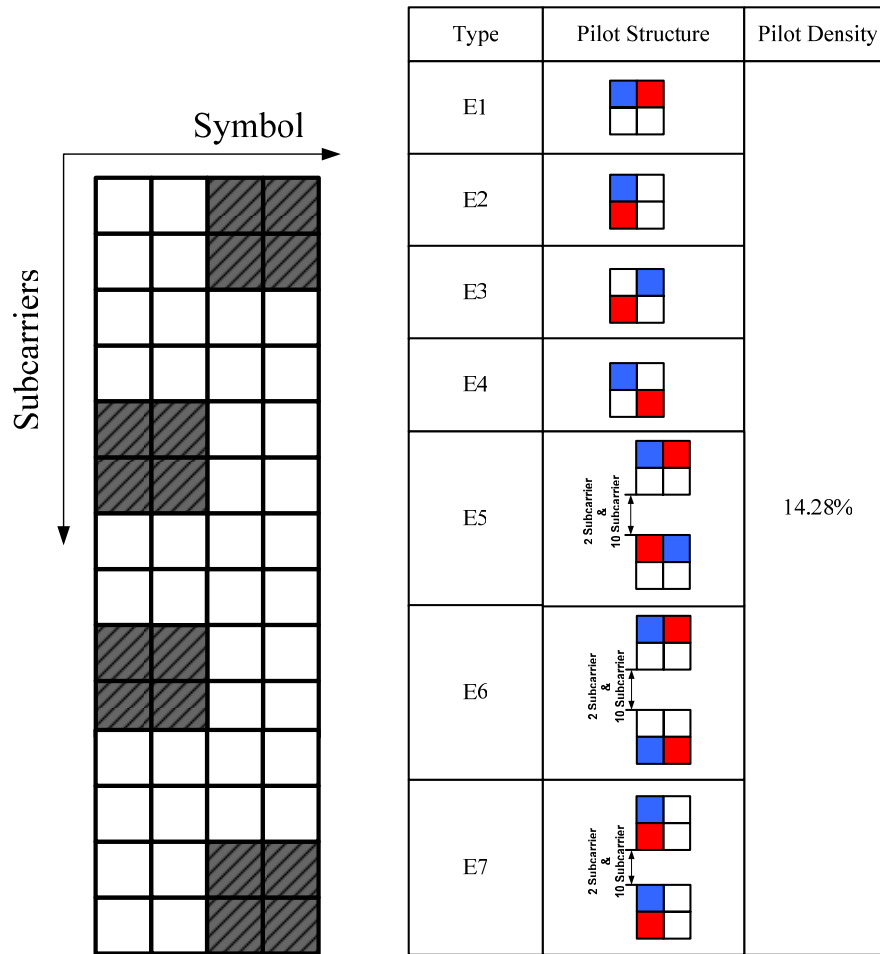 Symbol
Subcarriers
Type Pilot Structure Pilot Density
E1
E2
E3
E4
E5
2 Subcarrier
&
10 Subcarrier
14.28%
E6
2 Subcarrier
&
10 Subcarrier
E7
2 Subcarrier
&
10 Subcarrier